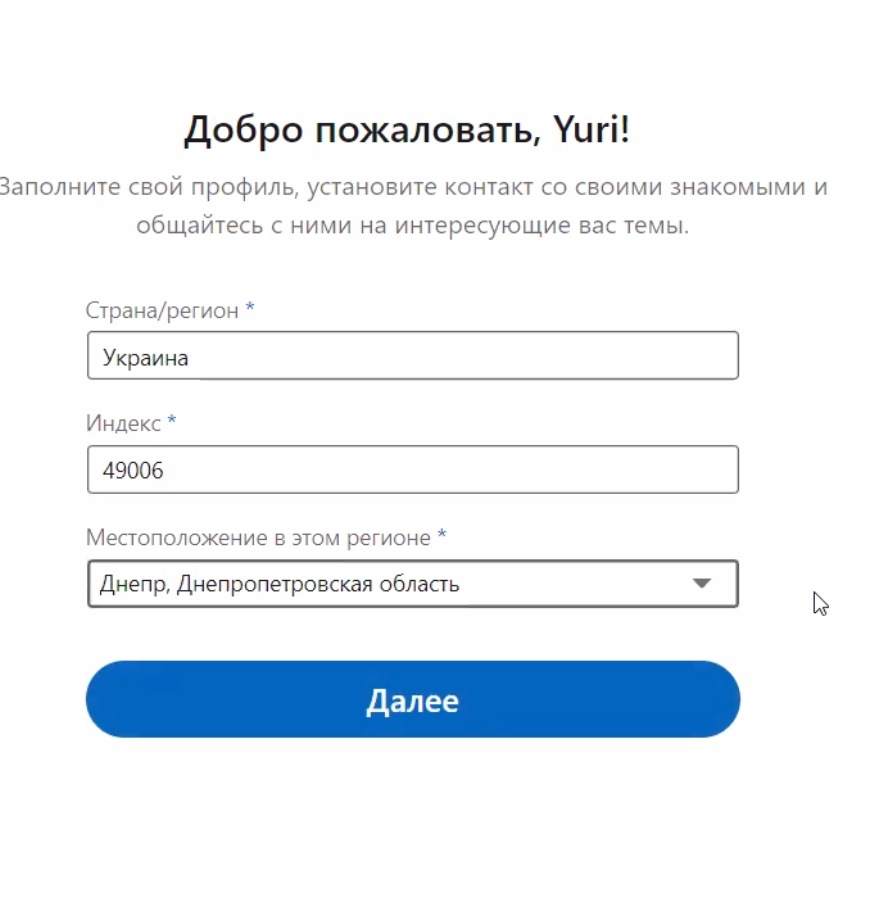 Добро пожаловать, Yuri!
Заполните свой профиль, установите контакт со своими знакомыми и
общайтесь с ними на интересующие вас темы.
Страна/регион *
Украина
Индекс *
49006
Местоположение в этом регионе *
Днепр, Днепропетровская область
Далее